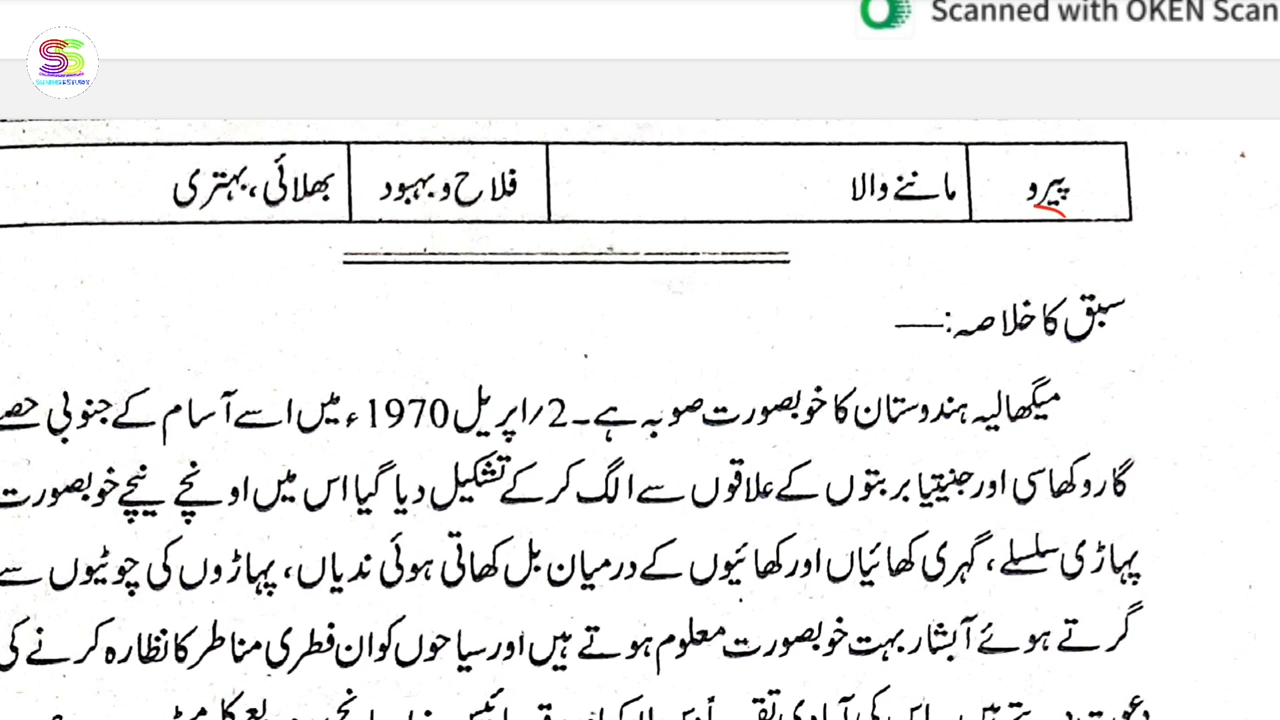 Scanned with OKEN Scan
SS
پیرو ماننے والا فلاح و بہبود بھلائی، بہتری
سبق کا خلاصہ:—
میگھالیہ ہندوستان کا خوبصورت صوبہ ہے۔ 2/اپریل 1970ء میں اسے آسام کے جنوبی حصے
گارو کھاسی اور جنیتیا پربتوں کے علاقوں سے الگ کر کے تشکیل دیا گیا اس میں اونچے نیچے خوبصورت
پہاڑی سلسلے، گہری کھائیاں اور کھائیوں کے درمیان بل کھاتی ہوئی ندیاں، پہاڑوں کی چوٹیوں سے
گرتے ہوئے آبشار بہت خوبصورت معلوم ہوتے ہیں اور سیاحوں کو ان فطری مناظر کا نظارہ کرنے کی